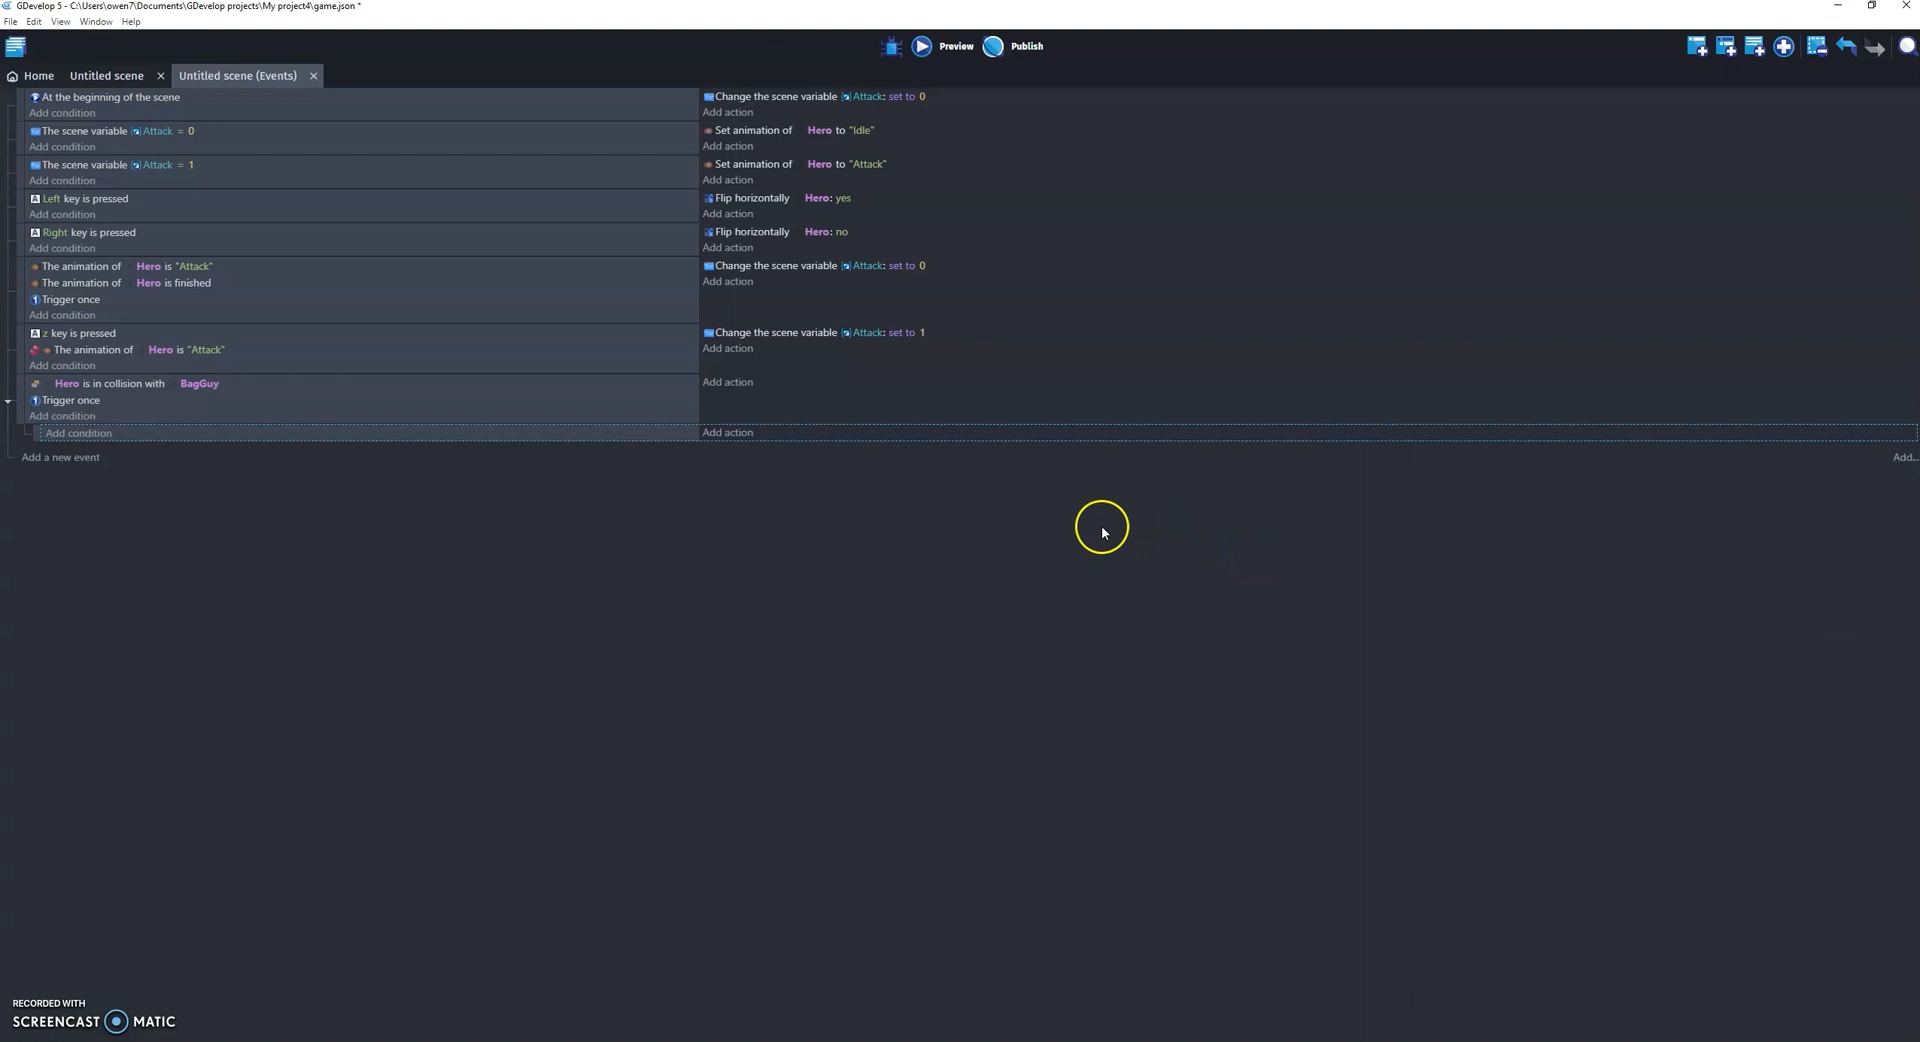 GDevelop 5 - C:\Users\owen7\Documents\GDevelop projects\My project4\game.json *
File Edit View Window Help
Preview Publish
Home Untitled scene × Untitled scene (Events) ×
At the beginning of the scene Change the scene variable Attack: set to 0
Add condition Add action
The scene variable Attack = 0 Set animation of Hero to "Idle"
Add condition Add action
The scene variable Attack = 1 Set animation of Hero to "Attack"
Add condition Add action
Left key is pressed Flip horizontally Hero: yes
Add condition Add action
Right key is pressed Flip horizontally Hero: no
Add condition Add action
The animation of Hero is "Attack" Change the scene variable Attack: set to 0
The animation of Hero is finished Add action
Trigger once
Add condition
z key is pressed Change the scene variable Attack: set to 1
The animation of Hero is "Attack" Add action
Add condition
Hero is in collision with BagGuy Add action
Trigger once
Add condition
Add condition Add action
Add a new event Add...
RECORDED WITH
SCREENCAST MATIC